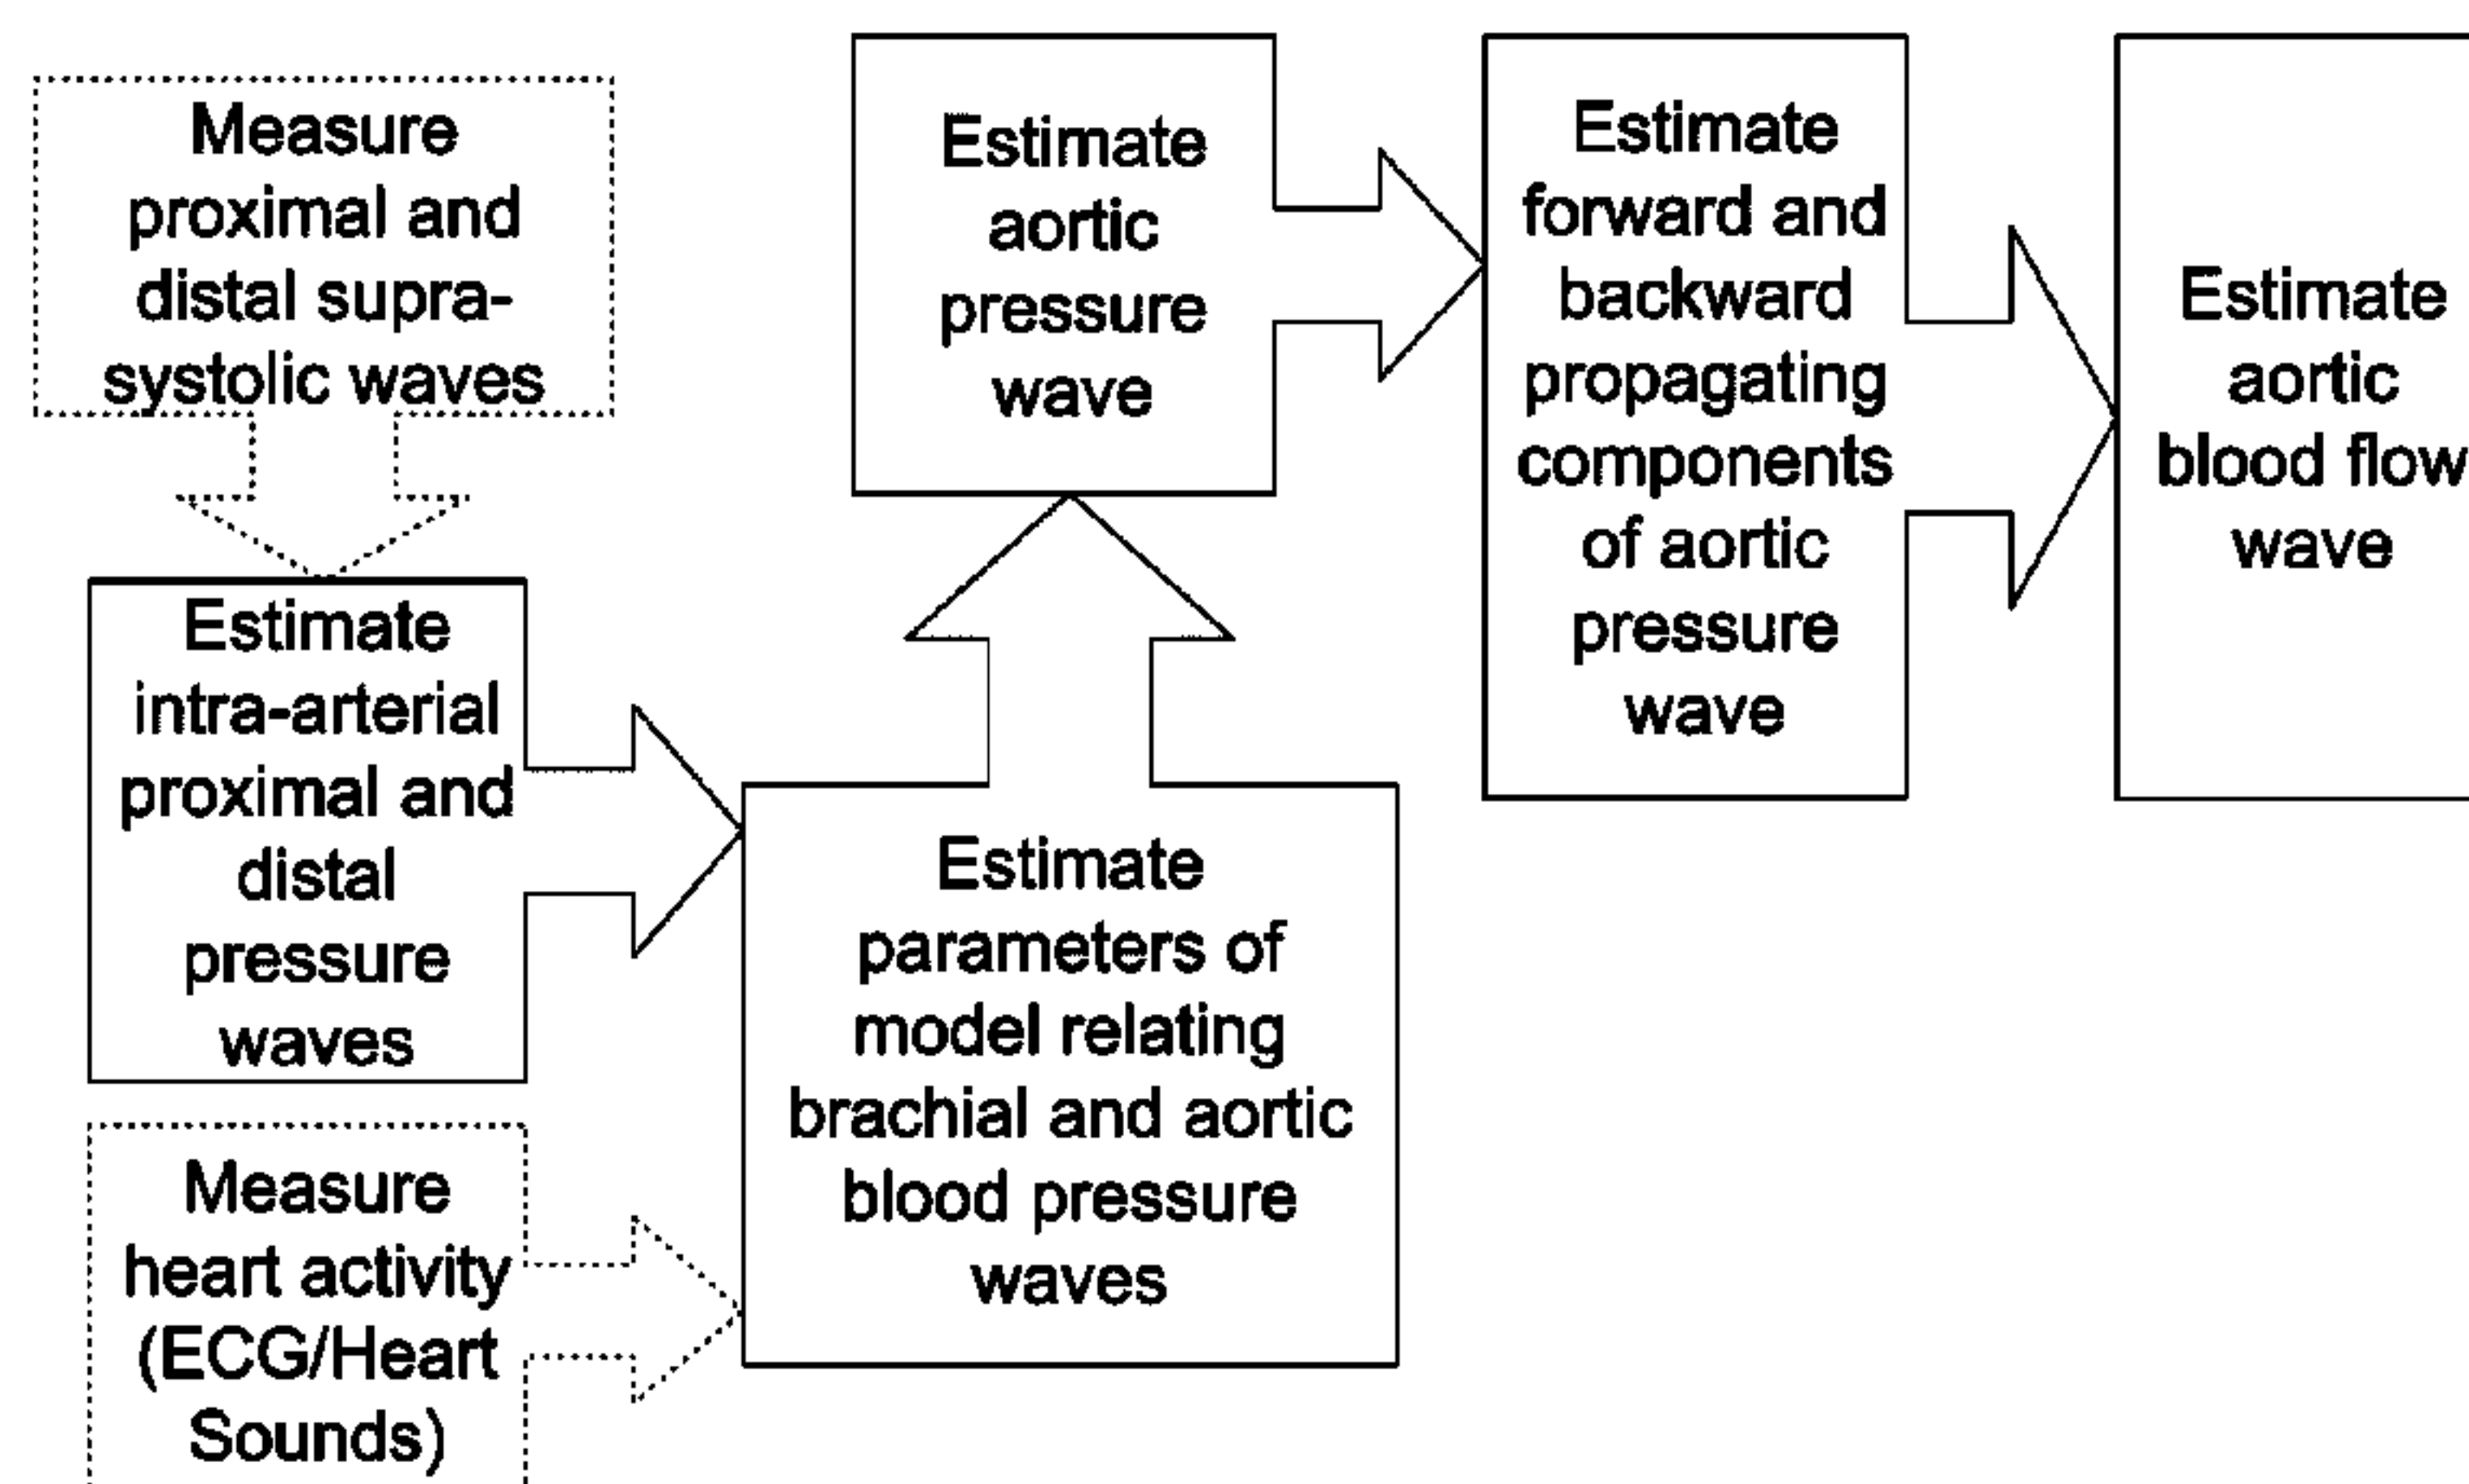 Measure
proximal and
distal supra-
systolic waves
Estimate
intra-arterial
proximal and
distal
pressure
waves
Measure
heart activity
(ECG/Heart
Sounds)
Estimate
parameters of
model relating
brachial and aortic
blood pressure
waves
Estimate
aortic
pressure
wave
Estimate
forward and
backward
propagating
components
of aortic
pressure
wave
Estimate
aortic
blood flow
wave